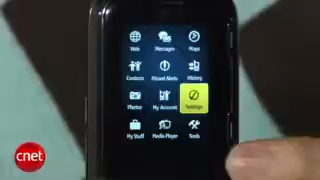 Web Messages Maps
Contacts Missed Alerts History
Photos My Account Settings
My Stuff Media Player Tools
cnet